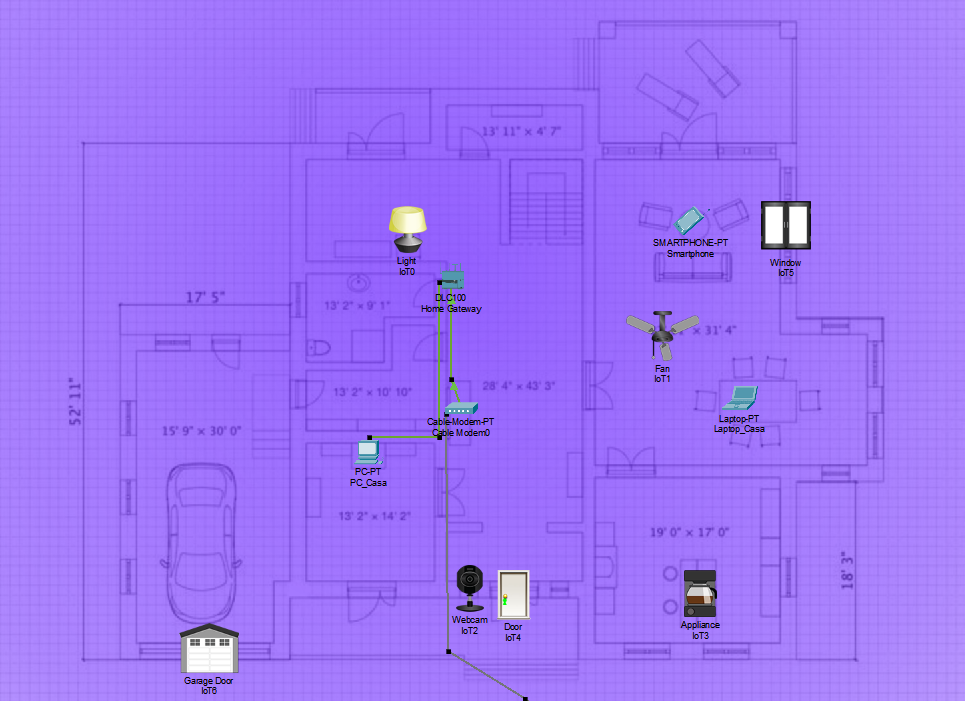 13' 11" × 4' 7"
Light
IoT0
SMARTPHONE-PT
Smartphone
Window
IoT5
DLC100
Home Gateway
17' 5"
13' 2" × 9' 1"
× 31' 4"
Fan
IoT1
52' 11"
13' 2" × 10' 10"
28' 4" × 43' 3"
Cable-Modem-PT
Cable Modem0
Laptop-PT
Laptop_Casa
15' 9" × 30' 0"
PC-PT
PC_Casa
13' 2" × 14' 2"
19' 0" × 17' 0"
18' 3"
Webcam
IoT2
Door
IoT4
Appliance
IoT3
Garage Door
IoT6